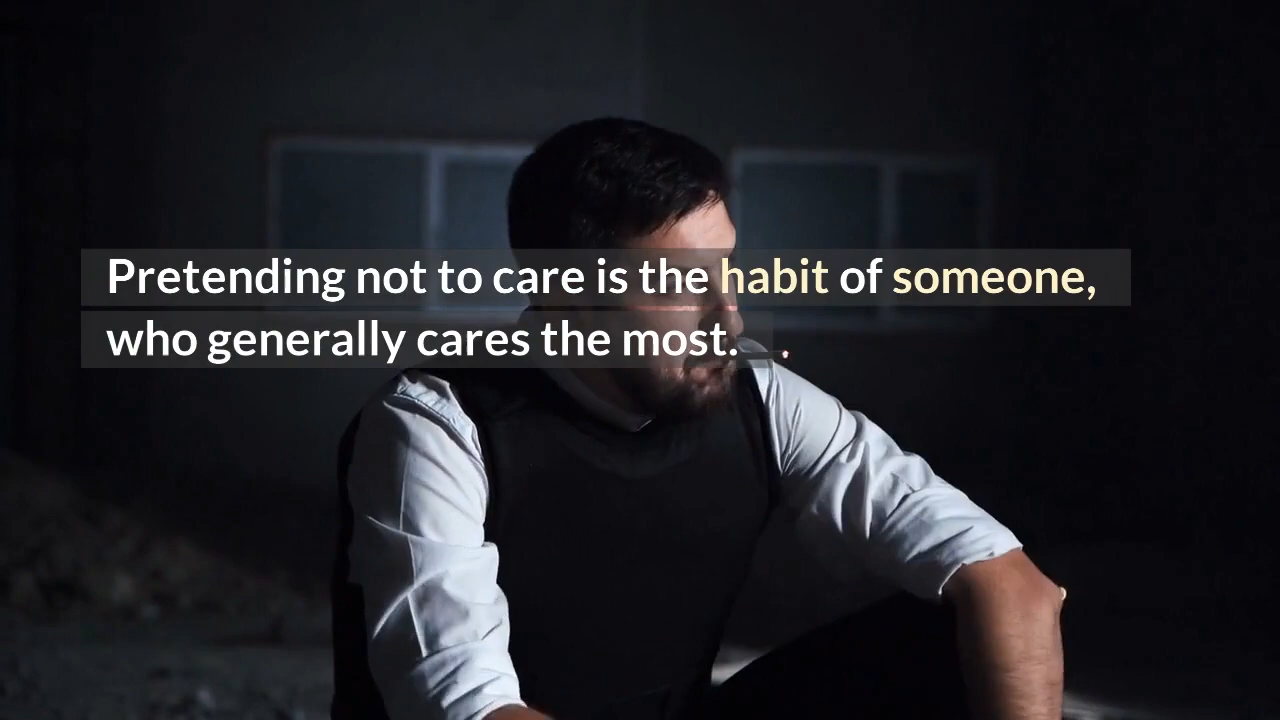 Pretending not to care is the habit of someone,
who generally cares the most.